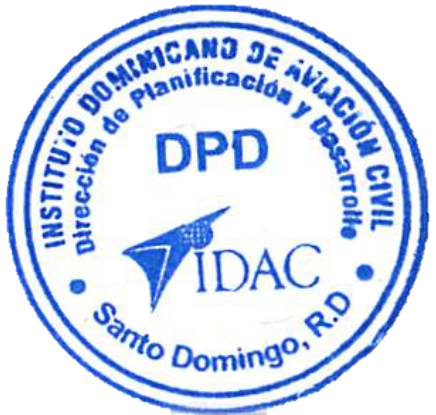 INSTITUTO DOMINICANO DE AVIACIÓN CIVIL
Dirección de Planificación y Desarrollo
DPD
IDAC
Santo Domingo, R.D